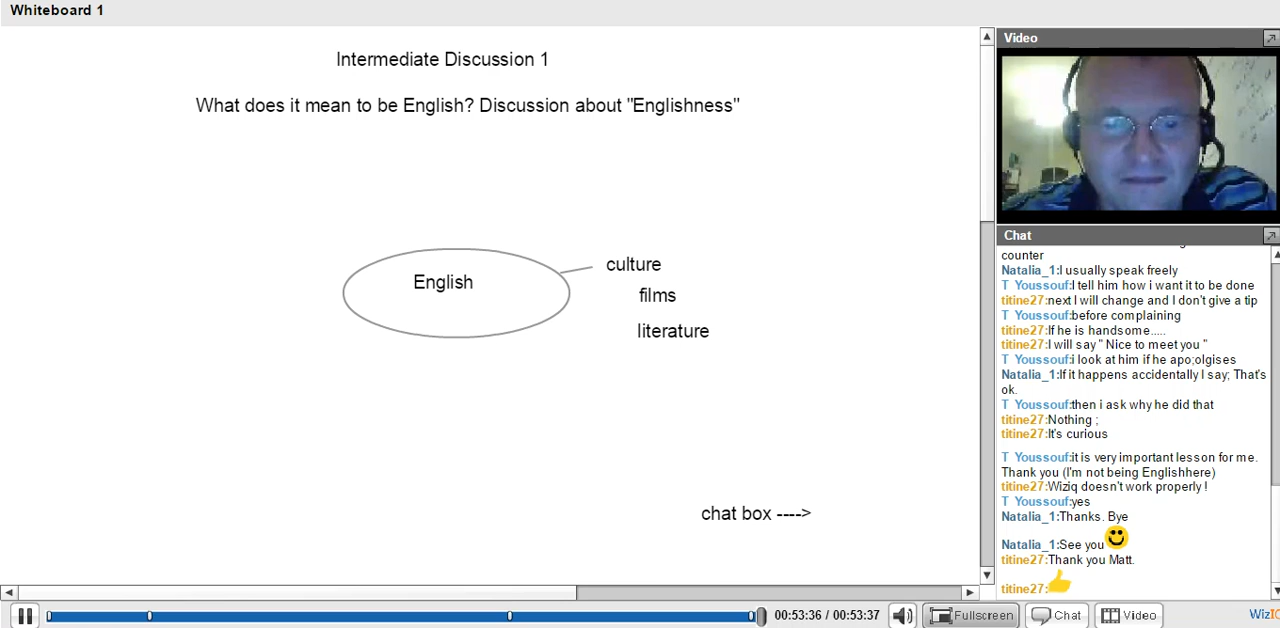 Whiteboard 1
Intermediate Discussion 1
What does it mean to be English? Discussion about "Englishness"
English
culture
films
literature
chat box ---->
Video
Chat
counter
Natalia_1:I usually speak freely
T Youssouf:I tell him how i want it to be done
titine27:next I will change and I don't give a tip
T Youssouf:before complaining
titine27:If he is handsome.....
titine27:I will say " Nice to meet you "
T Youssouf:i look at him if he apo;olgises
Natalia_1:If it happens accidentally I say; That's
ok.
T Youssouf:then i ask why he did that
titine27:Nothing ;
titine27:It's curious
T Youssouf:it is very important lesson for me.
Thank you (I'm not being Englishhere)
titine27:Wiziq doesn't work properly !
T Youssouf:yes
Natalia_1:Thanks. Bye
Natalia_1:See you
titine27:Thank you Matt.
titine27:
00:53:36 / 00:53:37
Fullscreen
Chat
Video